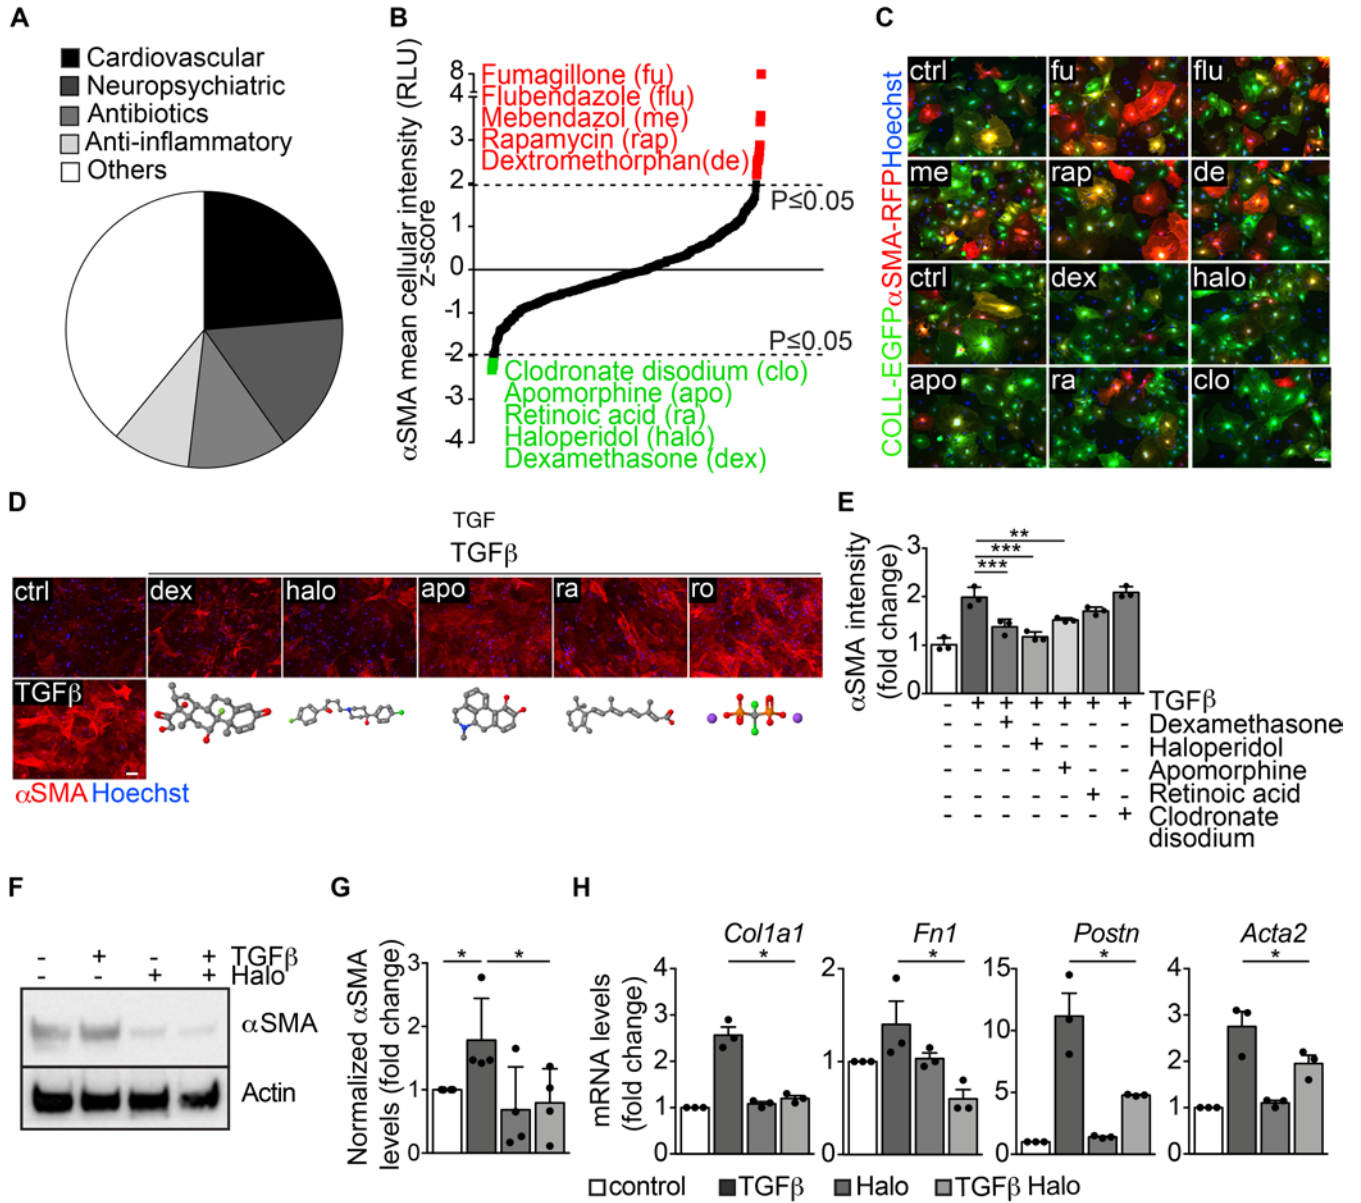 A
Cardiovascular
Neuropsychiatric
Antibiotics
Anti-inflammatory
Others
B
αSMA mean cellular intensity (RLU)
z-score
8
4
3
2
1
0
-1
-2
-3
-4
Fumagillone (fu)
Flubendazole (flu)
Mebendazol (me)
Rapamycin (rap)
Dextromethorphan(de)
P≤0.05
P≤0.05
Clodronate disodium (clo)
Apomorphine (apo)
Retinoic acid (ra)
Haloperidol (halo)
Dexamethasone (dex)
C
COLL-EGFPαSMA-RFPHoechst
ctrl fu flu
me rap de
ctrl dex halo
apo ra clo
D
TGF
TGFβ
ctrl dex halo apo ra ro
TGFβ
αSMA Hoechst
E
αSMA intensity
(fold change)
3
2
1
0
**
***
***
- + + + + + + TGFβ
- - + - - - - Dexamethasone
- - - + - - - Haloperidol
- - - - + - - Apomorphine
- - - - - + - Retinoic acid
- - - - - - + Clodronate
disodium
F
- + - + TGFβ
- - + + Halo
αSMA
Actin
G
Normalized αSMA
levels (fold change)
3
2
1
0
* *
H
mRNA levels
(fold change)
Col1a1
*
4
3
2
1
0
Fn1
*
2
1
0
Postn
*
15
10
5
0
Acta2
*
4
3
2
1
0
control TGFβ Halo TGFβ Halo